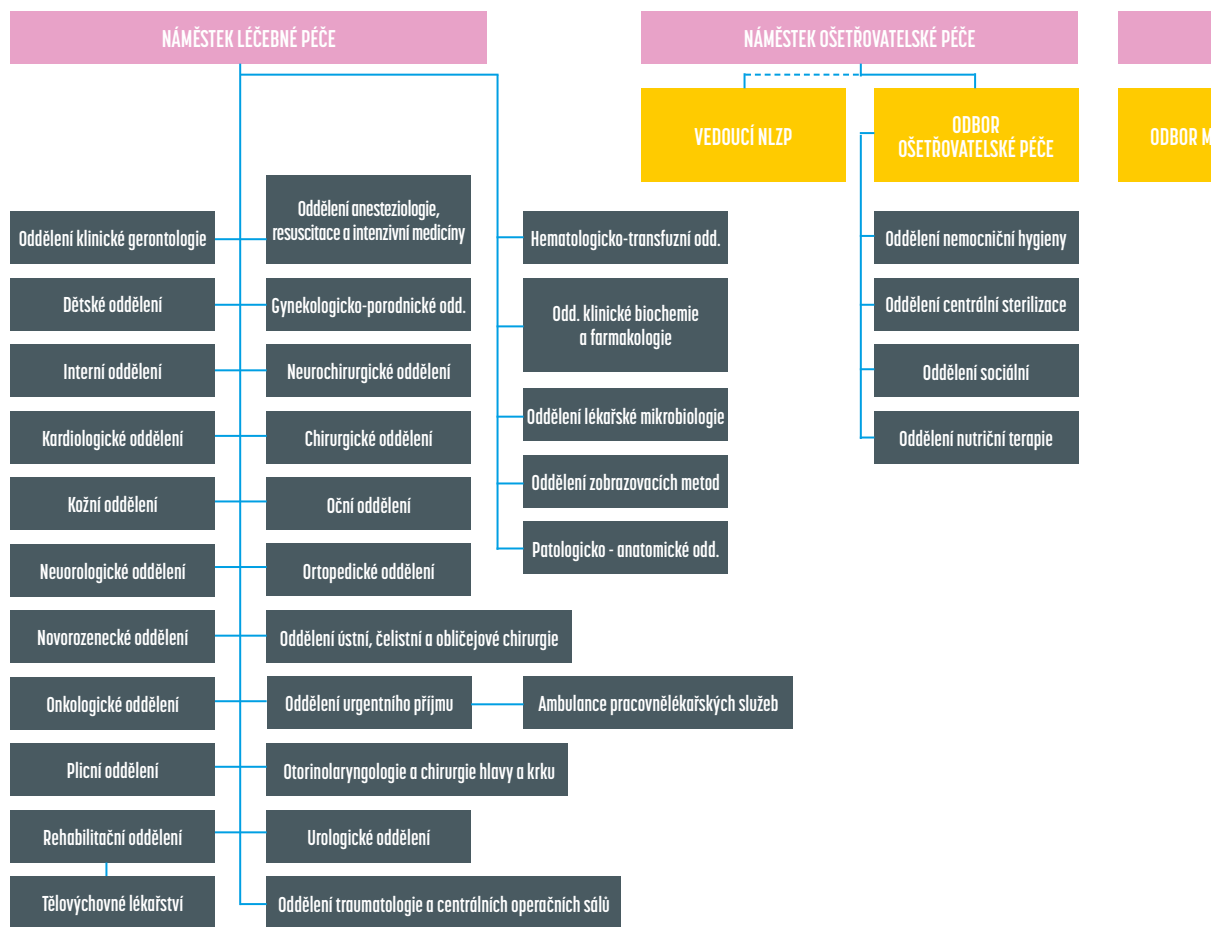 NÁMĚSTEK LÉČEBNÉ PÉČE
NÁMĚSTEK OŠETŘOVATELSKÉ PÉČE
VEDOUCÍ NLZP
ODBOR
OŠETŘOVATELSKÉ PÉČE
ODBOR
Oddělení klinické gerontologie
Dětské oddělení
Interní oddělení
Kardiologické oddělení
Kožní oddělení
Neuorologické oddělení
Novorozenecké oddělení
Onkologické oddělení
Plicní oddělení
Rehabilitační oddělení
Tělovýchovné lékařství
Oddělení anesteziologie,
resuscitace a intenzivní medicíny
Gynekologicko-porodnické odd.
Neurochirurgické oddělení
Chirurgické oddělení
Oční oddělení
Ortopedické oddělení
Oddělení ústní, čelistní a obličejové chirurgie
Oddělení urgentního příjmu
Ambulance pracovnělékařských služeb
Otorinolaryngologie a chirurgie hlavy a krku
Urologické oddělení
Oddělení traumatologie a centrálních operačních sálů
Hematologicko-transfuzní odd.
Odd. klinické biochemie
a farmakologie
Oddělení lékařské mikrobiologie
Oddělení zobrazovacích metod
Patologicko - anatomické odd.
Oddělení nemocniční hygieny
Oddělení centrální sterilizace
Oddělení sociální
Oddělení nutriční terapie